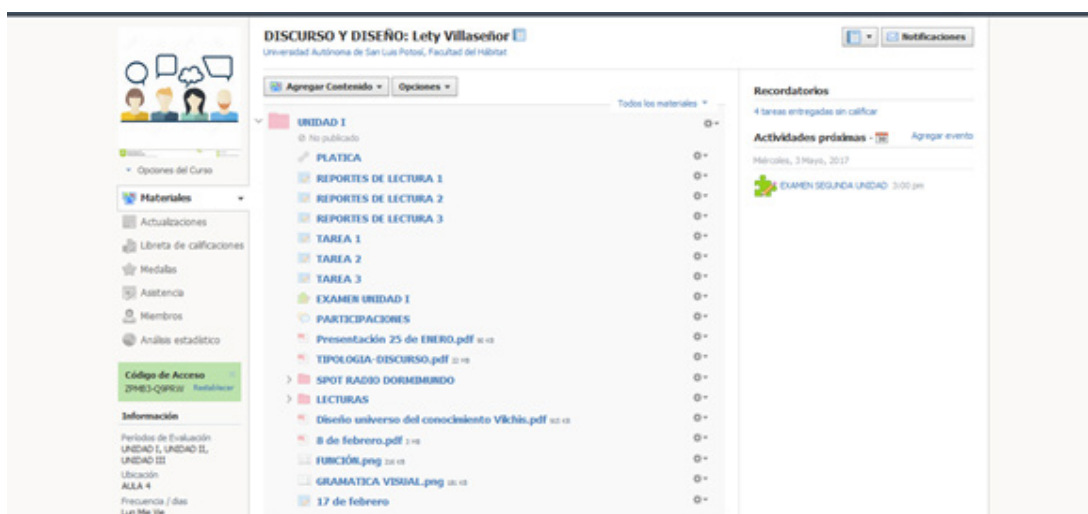 DISCURSO Y DISEÑO: Lety Villaseñor
Universidad Autónoma de San Luis Potosí, Facultad del Hábitat
Notificaciones
Agregar Contenido
Opciones
Todos los materiales
UNIDAD I
No publicado
PLATICA
REPORTES DE LECTURA 1
REPORTES DE LECTURA 2
REPORTES DE LECTURA 3
TAREA 1
TAREA 2
TAREA 3
EXAMEN UNIDAD I
PARTICIPACIONES
Presentación 25 de ENERO.pdf
TIPOLOGIA-DISCURSO.pdf
SPOT RADIO DORMIMUNDO
LECTURAS
Diseño universo del conocimiento Vilchis.pdf
8 de febrero.pdf
FUNCIÓN.png
GRAMATICA VISUAL.png
17 de febrero
Opciones del Curso
Materiales
Actualizaciones
Libreta de calificaciones
Medallas
Asistencia
Miembros
Análisis estadístico
Código de Acceso
Restablecer
Información
Periodos de Evaluación
UNIDAD I, UNIDAD II,
UNIDAD III
Ubicación
AULA 4
Frecuencia / dias
Lun Me Vie
Recordatorios
4 tareas entregadas sin calificar
Actividades próximas - Agregar evento
Miércoles, 3 Mayo, 2017
EXAMEN SEGUNDA UNIDAD 3:00 pm